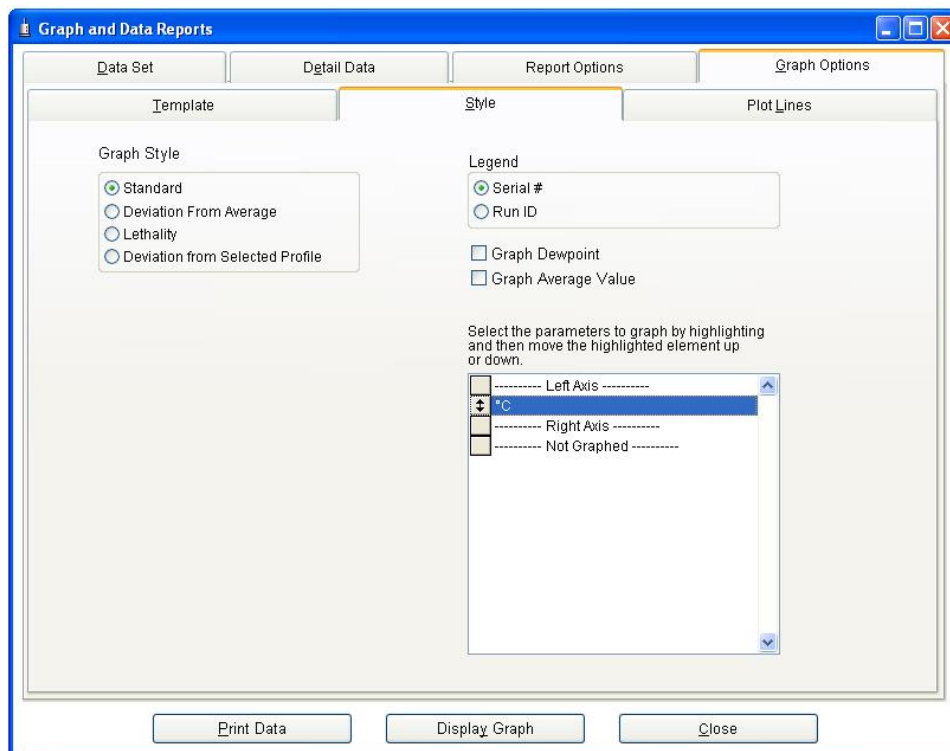 Graph and Data Reports
Data Set
Detail Data
Report Options
Graph Options
Template
Style
Plot Lines
Graph Style
Standard
Deviation From Average
Lethality
Deviation from Selected Profile
Legend
Serial #
Run ID
Graph Dewpoint
Graph Average Value
Select the parameters to graph by highlighting
and then move the highlighted element up
or down.
---------- Left Axis ----------
°C
---------- Right Axis ----------
---------- Not Graphed ----------
Print Data
Display Graph
Close